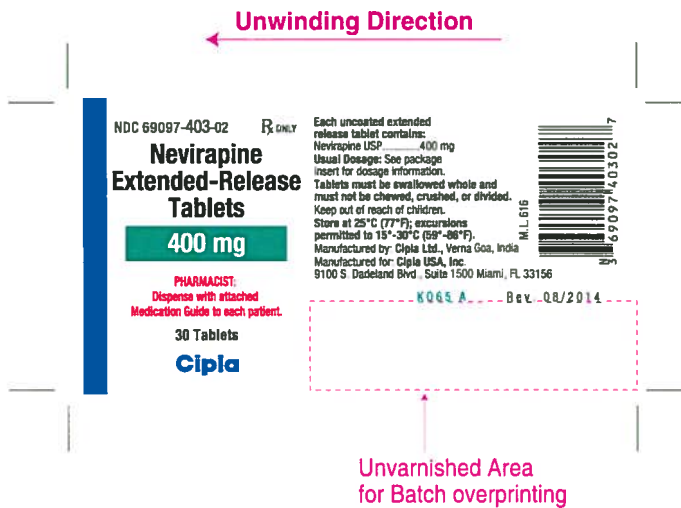 Unwinding Direction
NDC 69097-403-02
Rx ONLY
Nevirapine
Extended-Release
Tablets
400 mg
PHARMACIST:
Dispense with attached
Medication Guide to each patient.
30 Tablets
Cipla
Each uncoated extended
release tablet contains:
Nevirapine USP...........400 mg
Usual Dosage: See package
insert for dosage information.
Tablets must be swallowed whole and
must not be chewed, crushed, or divided.
Keep out of reach of children.
Store at 25°C (77°F); excursions
permitted to 15°-30°C (59°-86°F).
Manufactured by: Cipla Ltd., Verna Goa, India
Manufactured for: Cipla USA, Inc.
9100 S. Dadeland Blvd., Suite 1500 Miami, FL 33156
M.L.616
N
3 69097 40302 7
K065 A
Rev. 08/2014
Unvarnished Area
for Batch overprinting